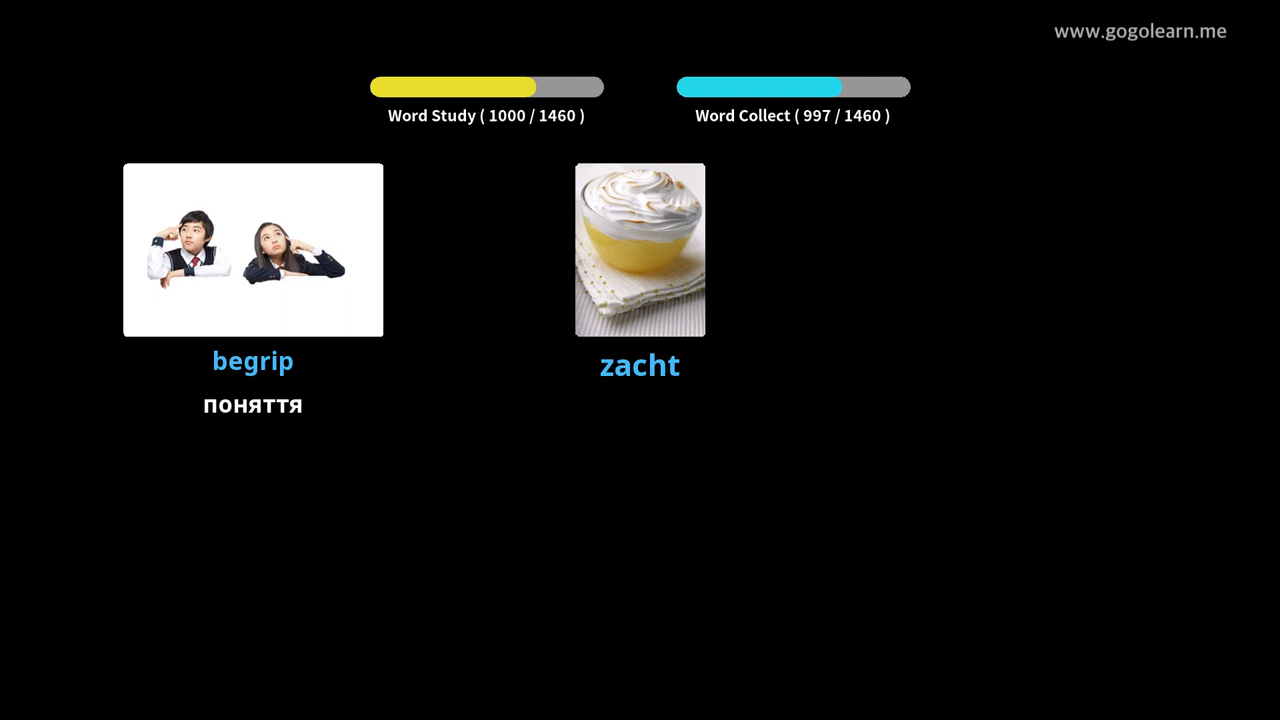 www.gogolearn.me
Word Study ( 1000 / 1460 )
Word Collect ( 997 / 1460 )
begrip
поняття
zacht